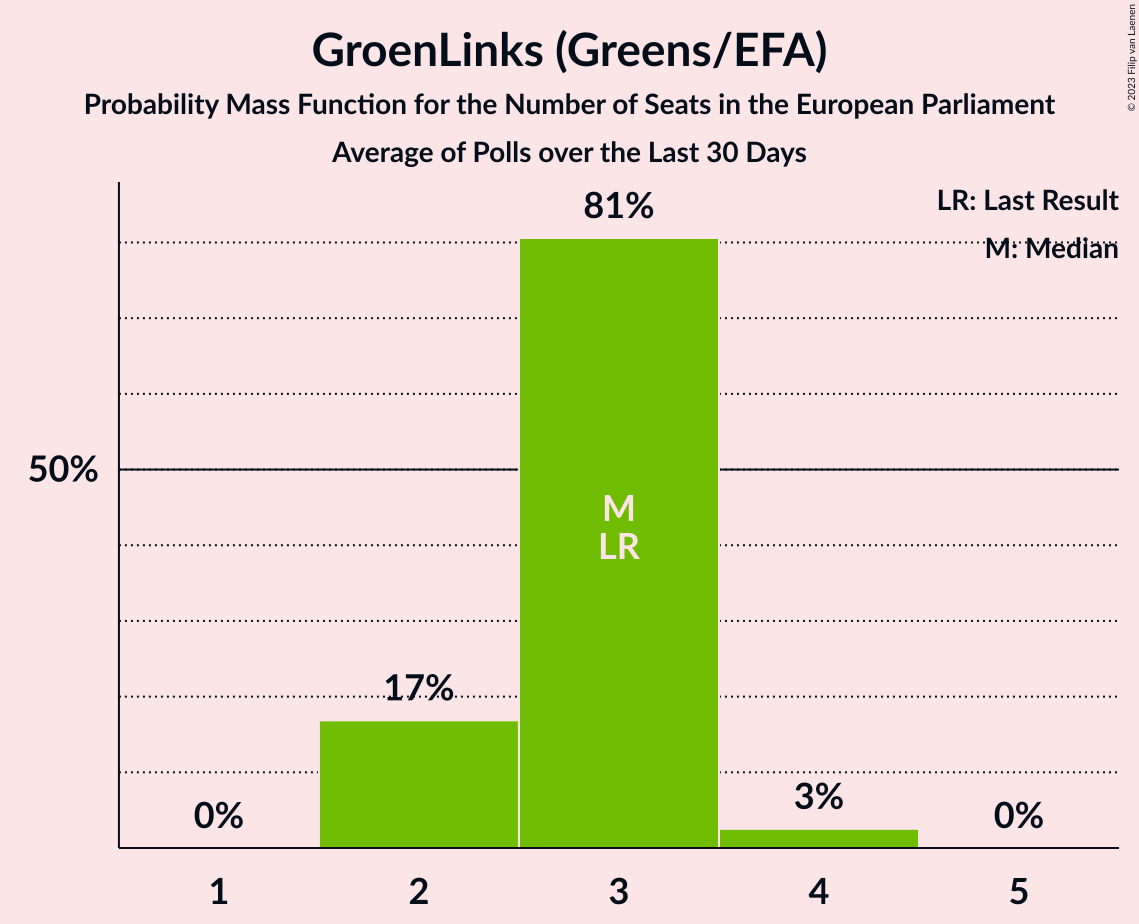 GroenLinks (Greens/EFA)
Probability Mass Function for the Number of Seats in the European Parliament
Average of Polls over the Last 30 Days
© 2023 Filip van Laenen
LR: Last Result
M: Median
81%
50%
M
LR
17%
3%
0%
0%
1
2
3
4
5